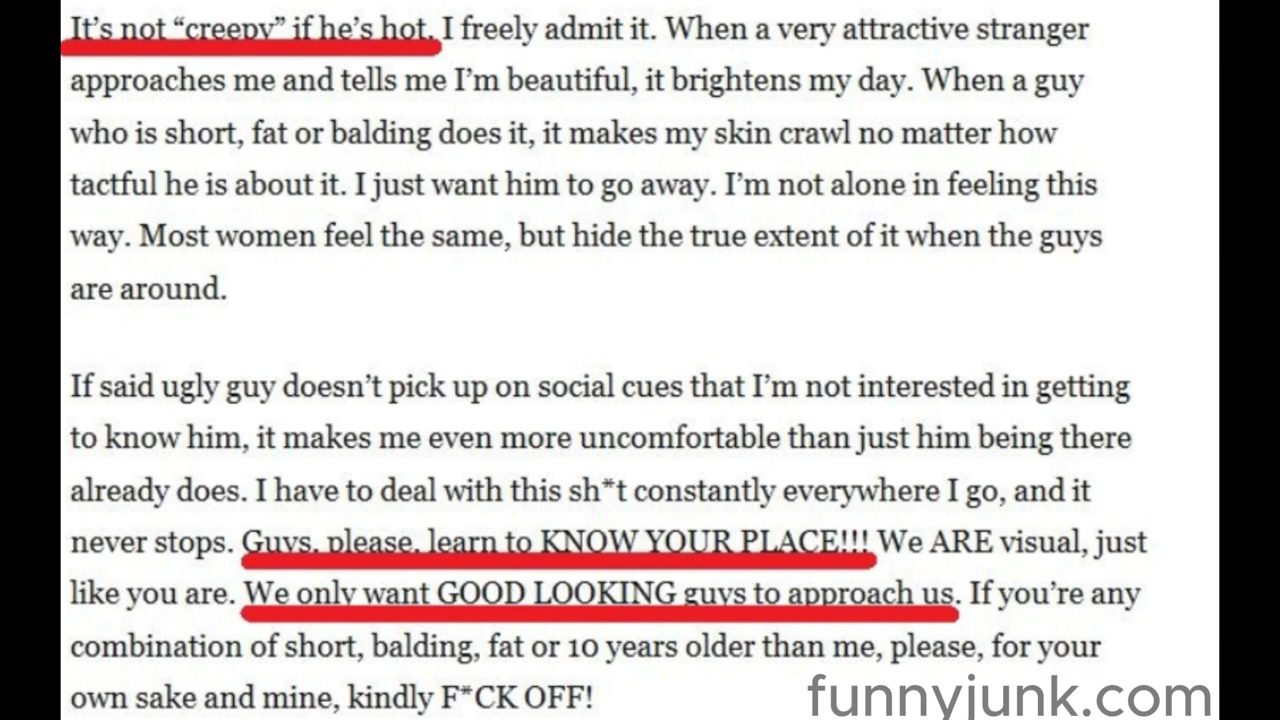 It’s not “creepy” if he’s hot. I freely admit it. When a very attractive stranger
approaches me and tells me I’m beautiful, it brightens my day. When a guy
who is short, fat or balding does it, it makes my skin crawl no matter how
tactful he is about it. I just want him to go away. I’m not alone in feeling this
way. Most women feel the same, but hide the true extent of it when the guys
are around.
If said ugly guy doesn’t pick up on social cues that I’m not interested in getting
to know him, it makes me even more uncomfortable than just him being there
already does. I have to deal with this sh*t constantly everywhere I go, and it
never stops. Guys, please, learn to KNOW YOUR PLACE!!! We ARE visual, just
like you are. We only want GOOD LOOKING guys to approach us. If you’re any
combination of short, balding, fat or 10 years older than me, please, for your
own sake and mine, kindly F*CK OFF!
funnyjunk.com